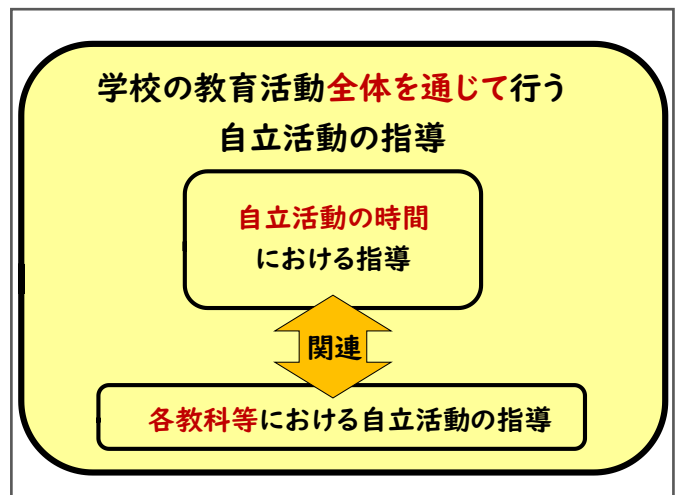 学校の教育活動全体を通じて行う
自立活動の指導
自立活動の時間
における指導
関連
各教科等における自立活動の指導